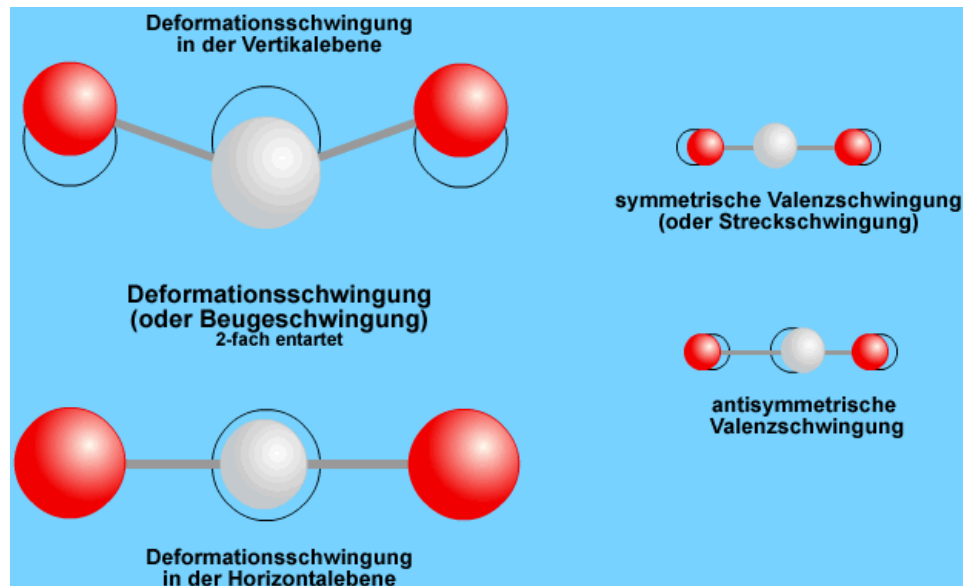 Deformationsschwingung
in der Vertikalebene
symmetrische Valenzschwingung
(oder Streckschwingung)
Deformationsschwingung
(oder Beugeschwingung)
2-fach entartet
antisymmetrische
Valenzschwingung
Deformationsschwingung
in der Horizontalebene